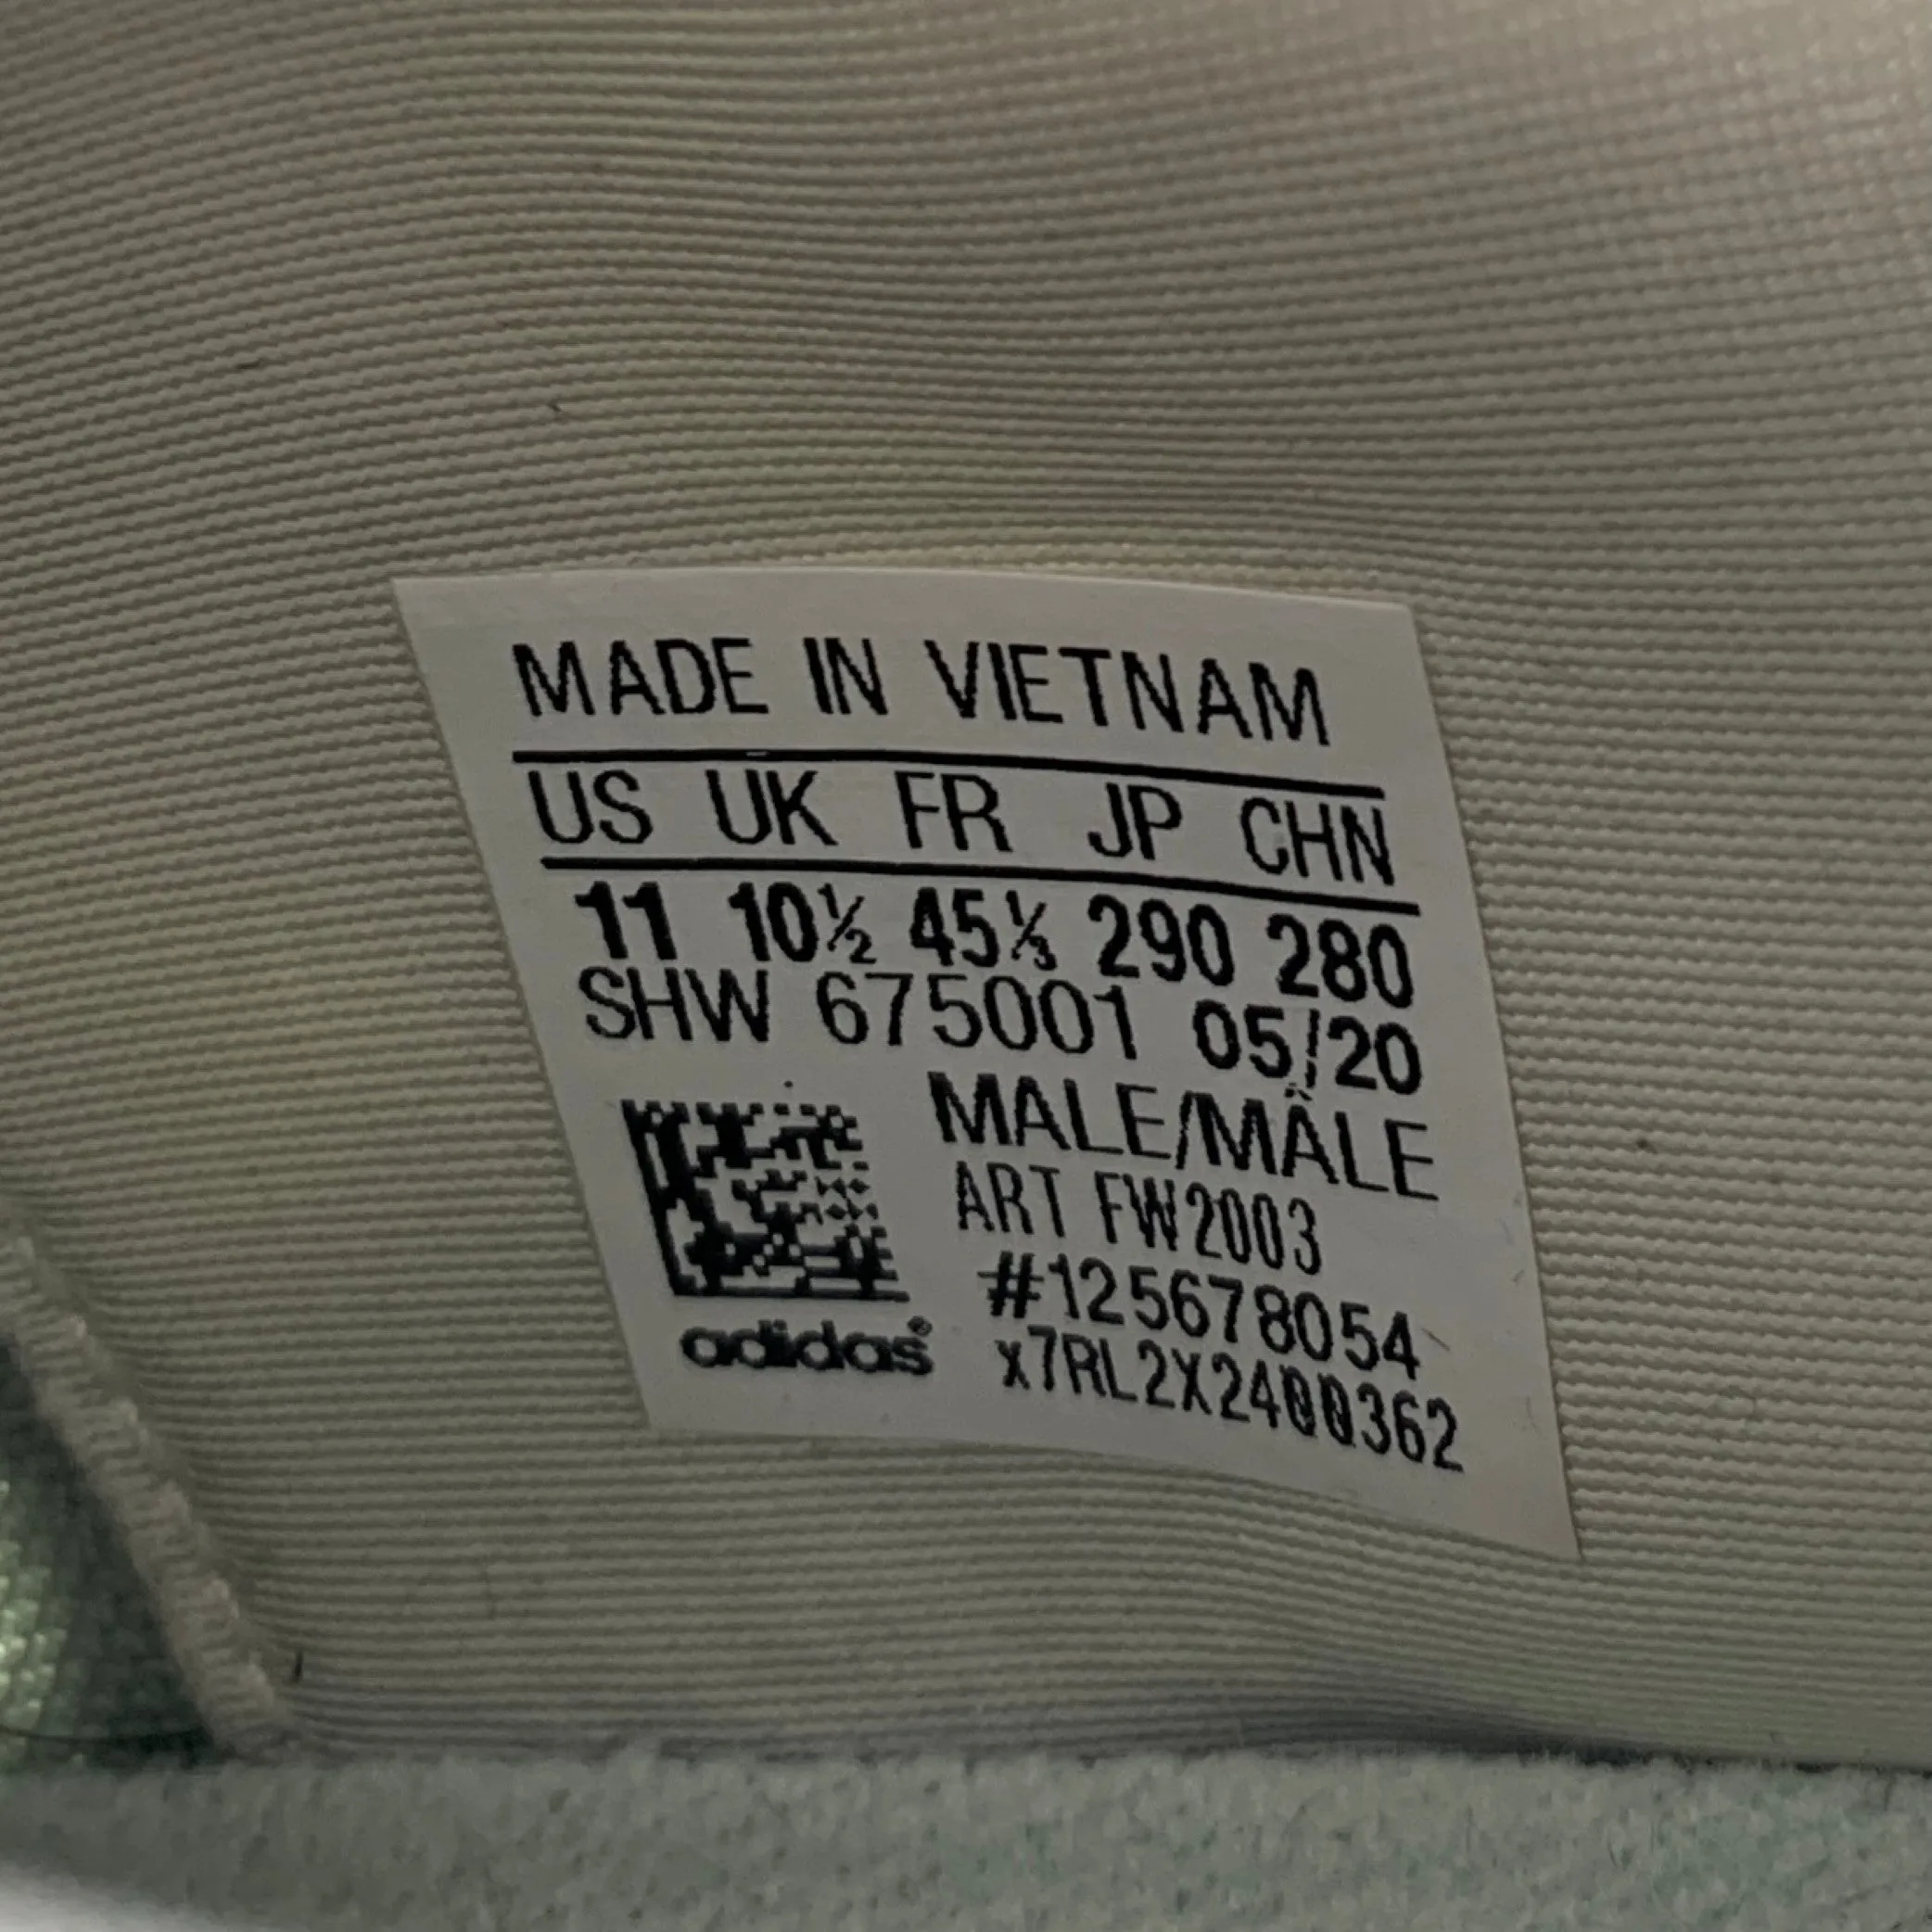 MADE IN VIETNAM
US UK FR JP CHN
11 10½ 45⅓ 290 280
SHW 675001 05/20
MALE/MÂLE
ART FW2003
#125678054
x7RL2X2400362
adidas®